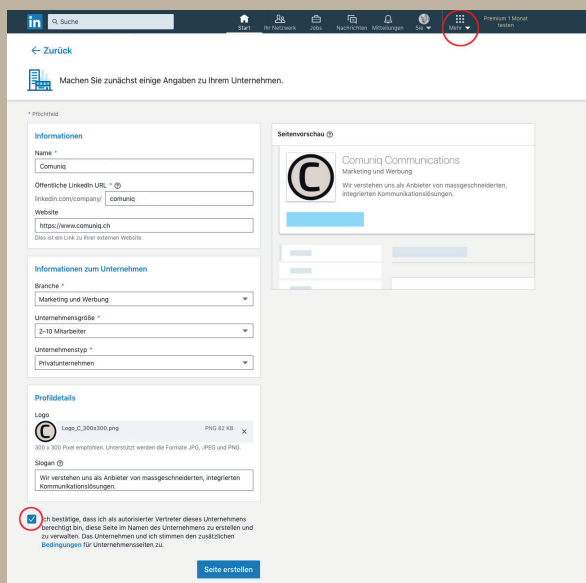 in
Suche
Start
Ihr Netzwerk
Jobs
Nachrichten
Mitteilungen
Sie
Mehr
Premium 1 Monat
testen
← Zurück
Machen Sie zunächst einige Angaben zu Ihrem Unternehmen.
* Pflichtfeld
Informationen
Name *
Comuniq
Öffentliche LinkedIn URL *
linkedin.com/company/ comuniq
Website
https://www.comuniq.ch
Dies ist ein Link zu Ihrer externen Website.
Informationen zum Unternehmen
Branche *
Marketing und Werbung
Unternehmensgröße *
2–10 Mitarbeiter
Unternehmenstyp *
Privatunternehmen
Profildetails
Logo
C
Logo_C_300x300.png PNG 82 KB ×
300 x 300 Pixel empfohlen. Unterstützt werden die Formate JPG, JPEG und PNG.
Slogan
Wir verstehen uns als Anbieter von massgeschneiderten, integrierten
Kommunikationslösungen.
Ich bestätige, dass ich als autorisierter Vertreter dieses Unternehmens
berechtigt bin, diese Seite im Namen des Unternehmens zu erstellen und
zu verwalten. Das Unternehmen und ich stimmen den zusätzlichen
Bedingungen für Unternehmensseiten zu.
Seite erstellen
Seitenvorschau
C
Comuniq Communications
Marketing und Werbung
Wir verstehen uns als Anbieter von massgeschneiderten,
integrierten Kommunikationslösungen.